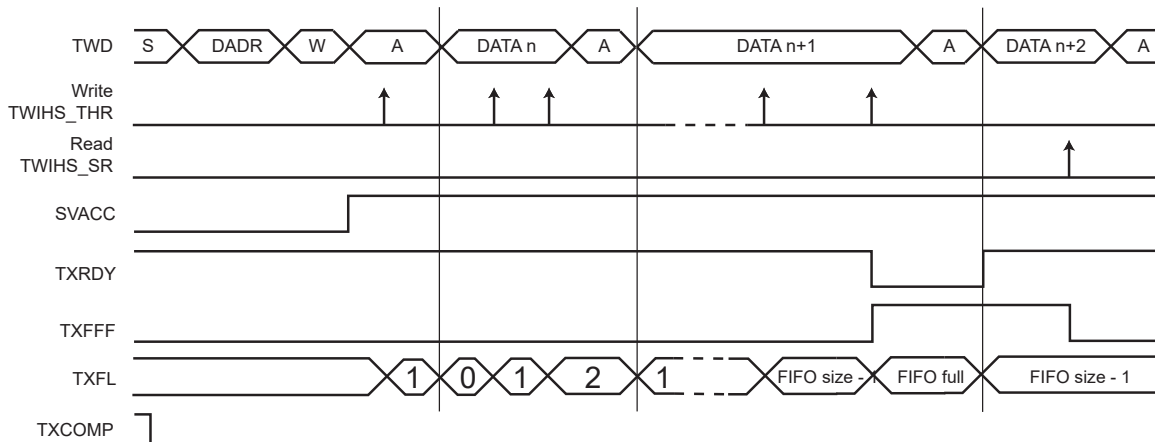 TWD S DADR W A DATA n A DATA n+1 A DATA n+2 A
Write
TWIHS_THR
Read
TWIHS_SR
SVACC
TXRDY
TXFFF
TXFL 1 0 1 2 1 FIFO size - 1 FIFO full FIFO size - 1
TXCOMP